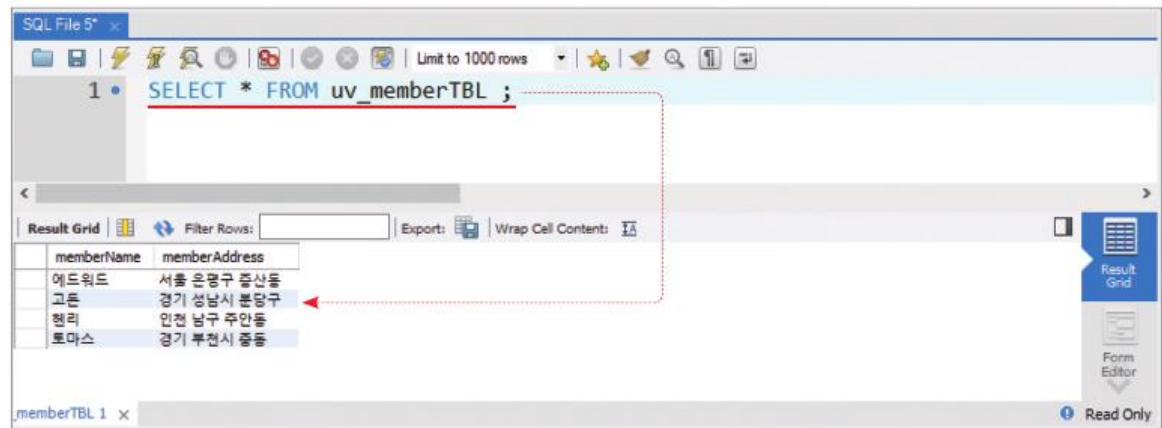 SQL File 5*
Limit to 1000 rows
1 SELECT * FROM uv_memberTBL ;
Result Grid Filter Rows: Export: Wrap Cell Content: IA
memberName memberAddress
에드워드 서울 은평구 증산동
고든 경기 성남시 분당구
헨리 인천 남구 주안동
토마스 경기 부천시 중동
Result
Grid
Form
Editor
_memberTBL 1 Read Only